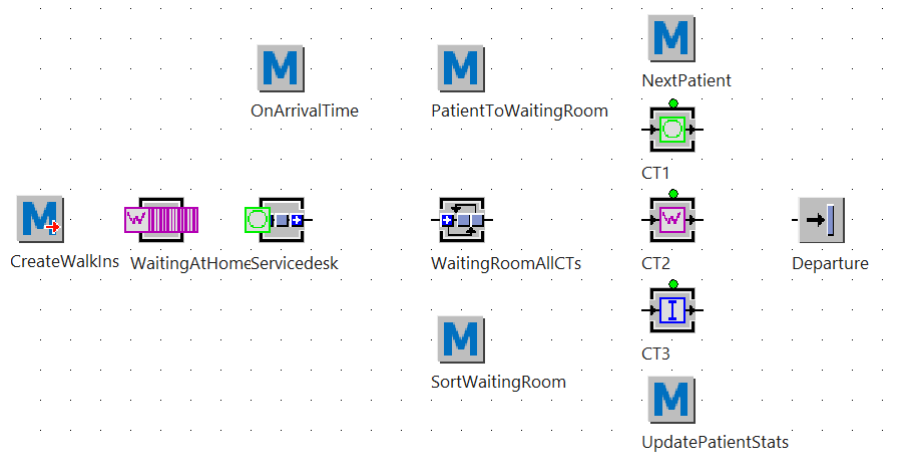 M
M
M
OnArrivalTime
PatientToWaitingRoom
NextPatient
CT1
M
W
W
CreateWalkIns
WaitingAtHome
Servicedesk
WaitingRoomAllCTs
CT2
Departure
M
I
CT3
SortWaitingRoom
M
UpdatePatientStats